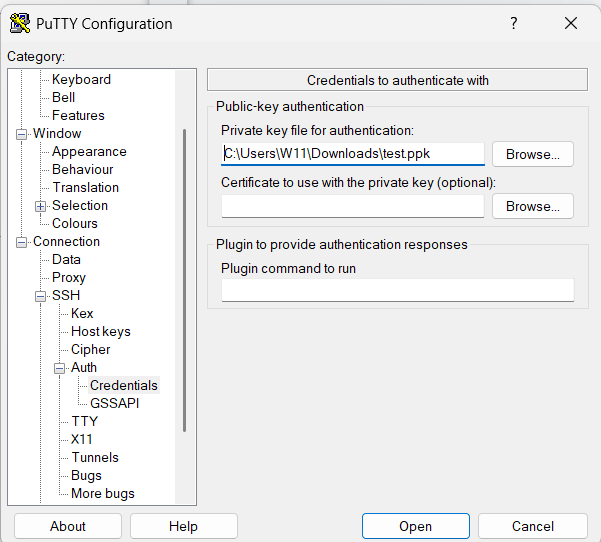 PuTTY Configuration
?
Category:
Keyboard
Bell
Features
Window
Appearance
Behaviour
Translation
Selection
Colours
Connection
Data
Proxy
SSH
Kex
Host keys
Cipher
Auth
Credentials
GSSAPI
TTY
X11
Tunnels
Bugs
More bugs
Credentials to authenticate with
Public-key authentication
Private key file for authentication:
C:\Users\W11\Downloads\test.ppk
Browse...
Certificate to use with the private key (optional):
Browse...
Plugin to provide authentication responses
Plugin command to run
About
Help
Open
Cancel